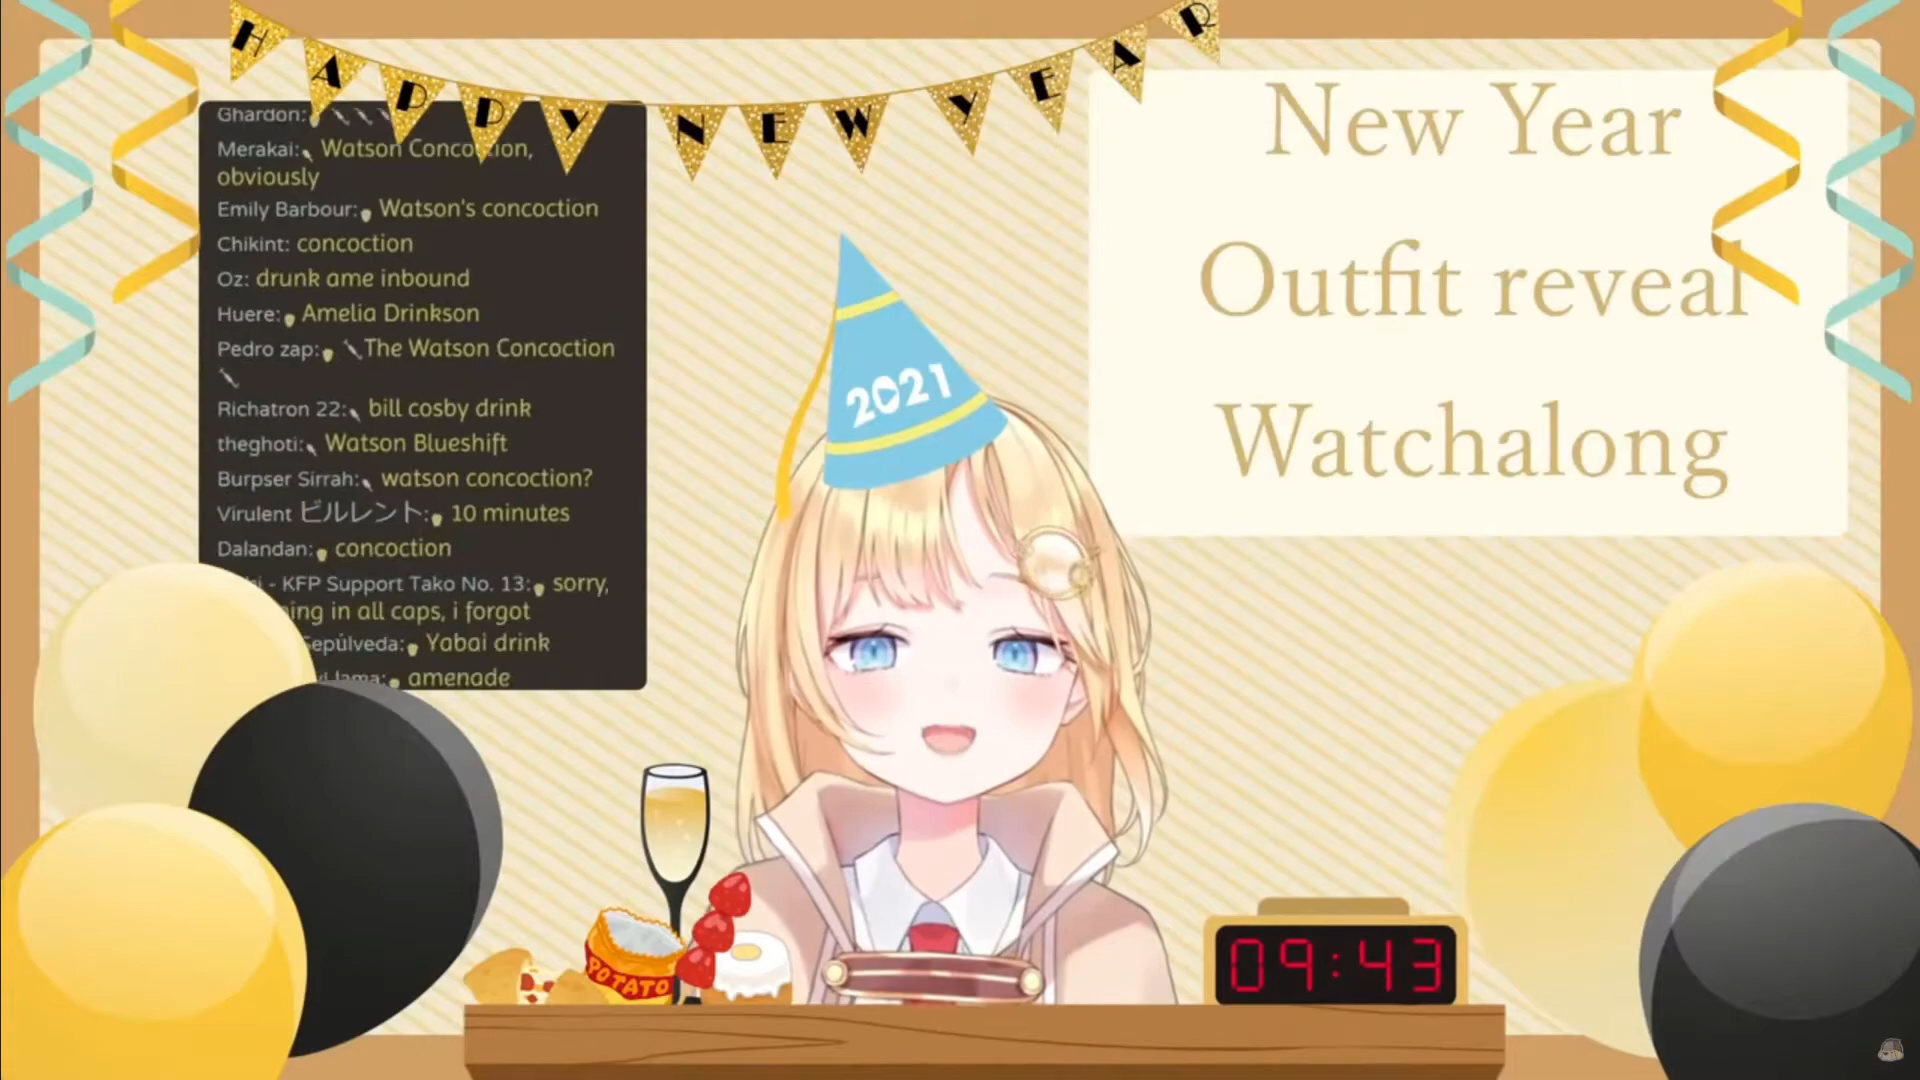 HAPPY NEW YEAR
Ghardon:
Merakai: Watson Concoction,
obviously
Emily Barbour: Watson's concoction
Chikint: concoction
Oz: drunk ame inbound
Huere: Amelia Drinkson
Pedro zap: The Watson Concoction
Richatron 22: bill cosby drink
theghoti: Watson Blueshift
Burpser Sirrah: watson concoction?
Virulent ビルレント: 10 minutes
Dalandan: concoction
- KFP Support Tako No. 13: sorry,
in all caps, i forgot
Sepúlveda: Yabai drink
amenade
New Year
Outfit reveal
Watchalong
2021
POTATO
09:43